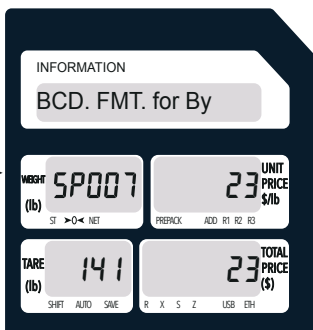 INFORMATION
BCD. FMT. for By
WEIGHT (lb) SP007 23 UNIT PRICE $/lb
ST >0< NET PREPACK ADD R1 R2 R3
TARE (lb) 141 23 TOTAL PRICE ($)
SHIFT AUTO SAVE R X S Z USB ETH